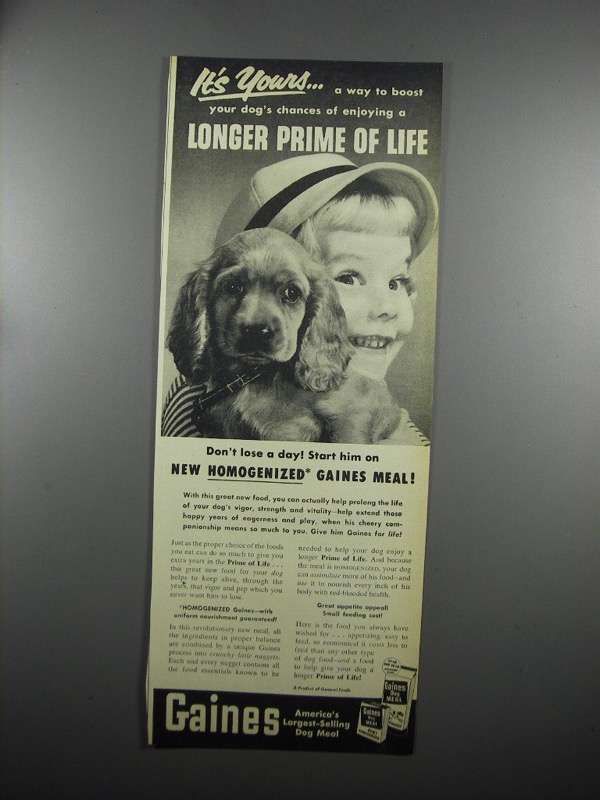 It's Yours... a way to boost
your dog's chances of enjoying a
LONGER PRIME OF LIFE
Don't lose a day! Start him on
NEW HOMOGENIZED* GAINES MEAL!
With this great new food, you can actually help prolong the life
of your dog's vigor, strength and vitality—help extend those
happy years of eagerness and play, when his cheery com-
panionship means so much to you. Give him Gaines for life!
Just as the proper choice of the foods
you eat can do so much to give you
extra years in the Prime of Life . . .
this great new food for your dog
helps to keep alive, through the
years, that vigor and pep which you
never want him to lose.
*HOMOGENIZED Gaines—with
uniform nourishment guaranteed!
In this revolutionary new meal, all
the ingredients in proper balance
are combined by a unique Gaines
process into crunchy little nuggets.
Each and every nugget contains all
the food essentials known to be
needed to help your dog enjoy a
longer Prime of Life. And because
the meal is HOMOGENIZED, your dog
can assimilate more of his food—and
use it to nourish every inch of his
body with red-blooded health.
Great appetite appeal!
Small feeding cost!
Here is the food you always have
wished for . . . appetizing, easy to
feed, so economical it costs less to
feed than any other type
of dog food—and a food
to help give your dog a
longer Prime of Life!
A Product of General Foods
Gaines
America's
Largest-Selling
Dog Meal
Gaines
Dog
MEAL
Gaines
Dog
MEAL